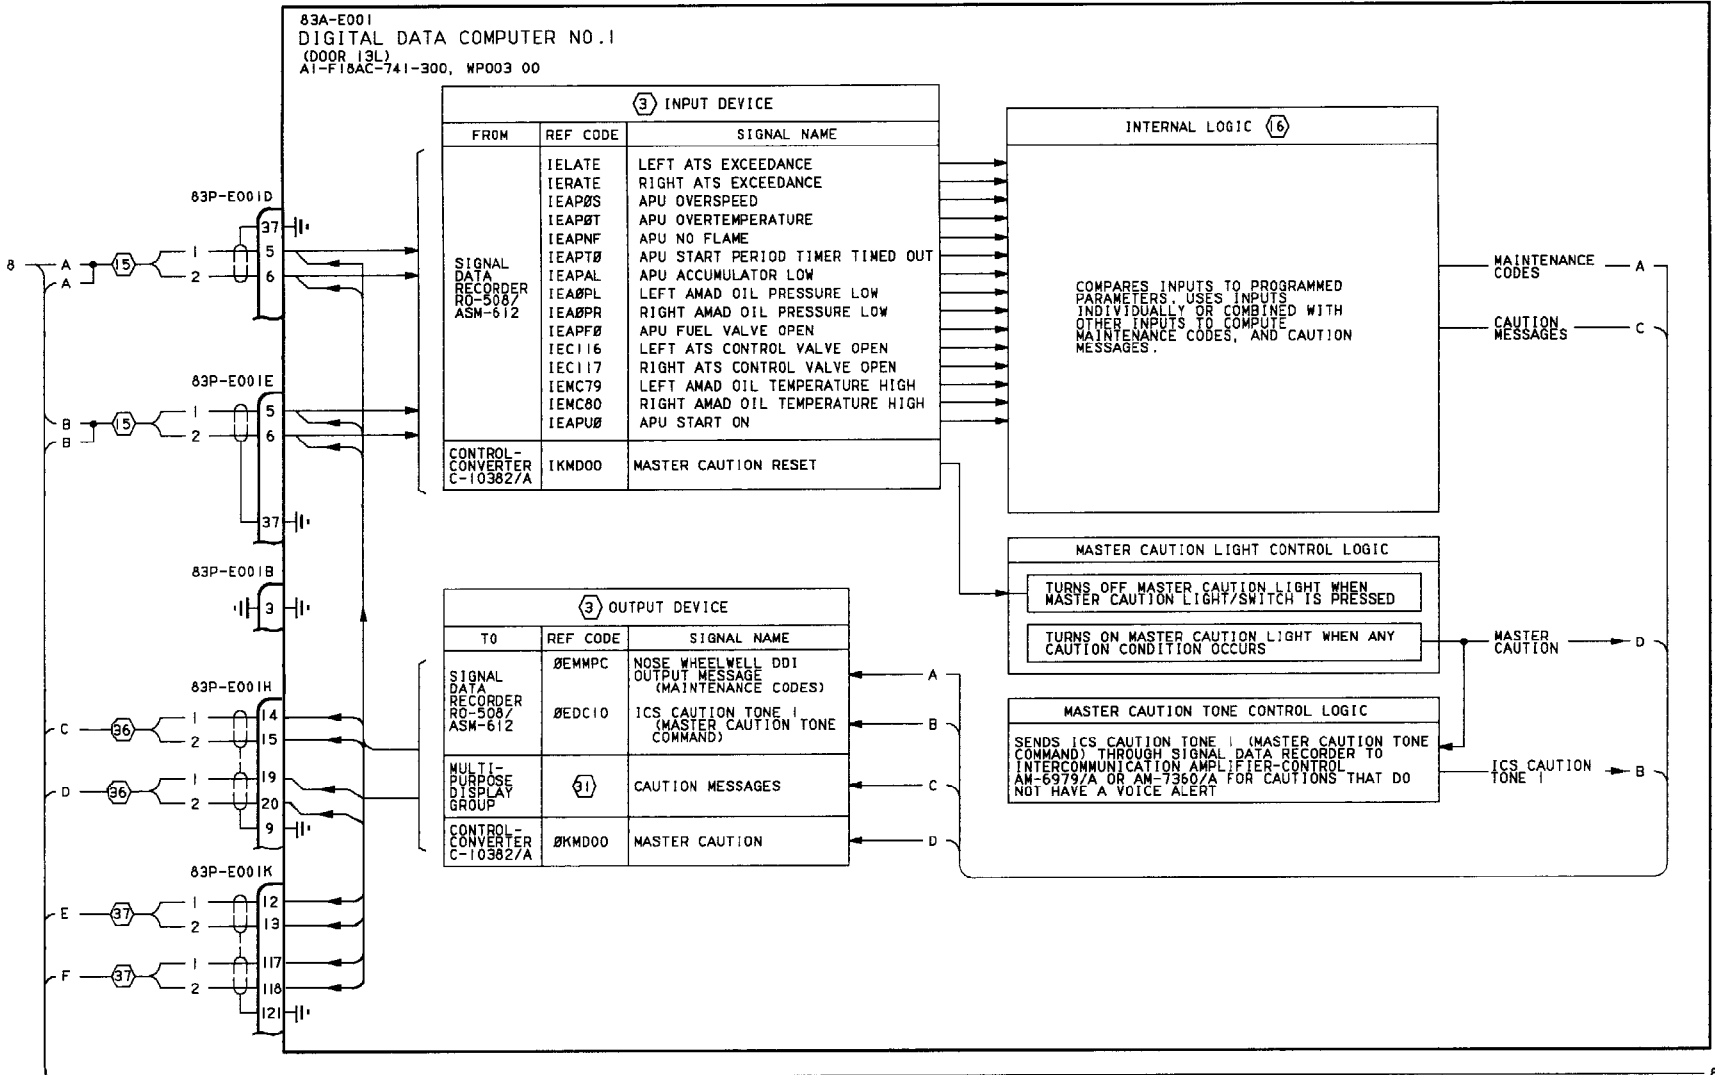 83A-E001
DIGITAL DATA COMPUTER NO.1
(DOOR 13L)
A1-F18AC-741-300, WP003 00
3 INPUT DEVICE
FROM REF CODE SIGNAL NAME
SIGNAL
DATA
RECORDER
RO-508/
ASM-612
IELATE LEFT ATS EXCEEDANCE
IERATE RIGHT ATS EXCEEDANCE
IEAPØS APU OVERSPEED
IEAPØT APU OVERTEMPERATURE
IEAPNF APU NO FLAME
IEAPTØ APU START PERIOD TIMER TIMED OUT
IEAPAL APU ACCUMULATOR LOW
IEAØPL LEFT AMAD OIL PRESSURE LOW
IEAØPR RIGHT AMAD OIL PRESSURE LOW
IEAPFØ APU FUEL VALVE OPEN
IEC116 LEFT ATS CONTROL VALVE OPEN
IEC117 RIGHT ATS CONTROL VALVE OPEN
IEMC79 LEFT AMAD OIL TEMPERATURE HIGH
IEMC80 RIGHT AMAD OIL TEMPERATURE HIGH
IEAPUØ APU START ON
CONTROL-
CONVERTER
C-10382/A
IKMD00 MASTER CAUTION RESET
INTERNAL LOGIC 16
COMPARES INPUTS TO PROGRAMMED
PARAMETERS. USES INPUTS
INDIVIDUALLY OR COMBINED WITH
OTHER INPUTS TO COMPUTE
MAINTENANCE CODES, AND CAUTION
MESSAGES.
MAINTENANCE
CODES A
CAUTION
MESSAGES C
MASTER CAUTION LIGHT CONTROL LOGIC
TURNS OFF MASTER CAUTION LIGHT WHEN
MASTER CAUTION LIGHT/SWITCH IS PRESSED
TURNS ON MASTER CAUTION LIGHT WHEN ANY
CAUTION CONDITION OCCURS
MASTER
CAUTION D
MASTER CAUTION TONE CONTROL LOGIC
SENDS ICS CAUTION TONE 1 (MASTER CAUTION TONE
COMMAND) THROUGH SIGNAL DATA RECORDER TO
INTERCOMMUNICATION AMPLIFIER-CONTROL
AM-6979/A OR AM-7360/A FOR CAUTIONS THAT DO
NOT HAVE A VOICE ALERT
ICS CAUTION
TONE 1 B
3 OUTPUT DEVICE
TO REF CODE SIGNAL NAME
SIGNAL
DATA
RECORDER
RO-508/
ASM-612
ØEMMPC NOSE WHEELWELL DDI
OUTPUT MESSAGE
(MAINTENANCE CODES)
A
ØEDC10 ICS CAUTION TONE 1
(MASTER CAUTION TONE
COMMAND)
B
MULTI-
PURPOSE
DISPLAY
GROUP
31 CAUTION MESSAGES C
CONTROL-
CONVERTER
C-10382/A
ØKMD00 MASTER CAUTION D
83P-E001D
37
8 A 15 1 5
A 2 6
83P-E001E
B 15 1 5
B 2 6
37
83P-E001B
3
83P-E001H
C 36 1 14
2 15
D 36 1 19
2 20
9
83P-E001K
E 37 1 12
2 13
F 37 1 117
2 118
121
8